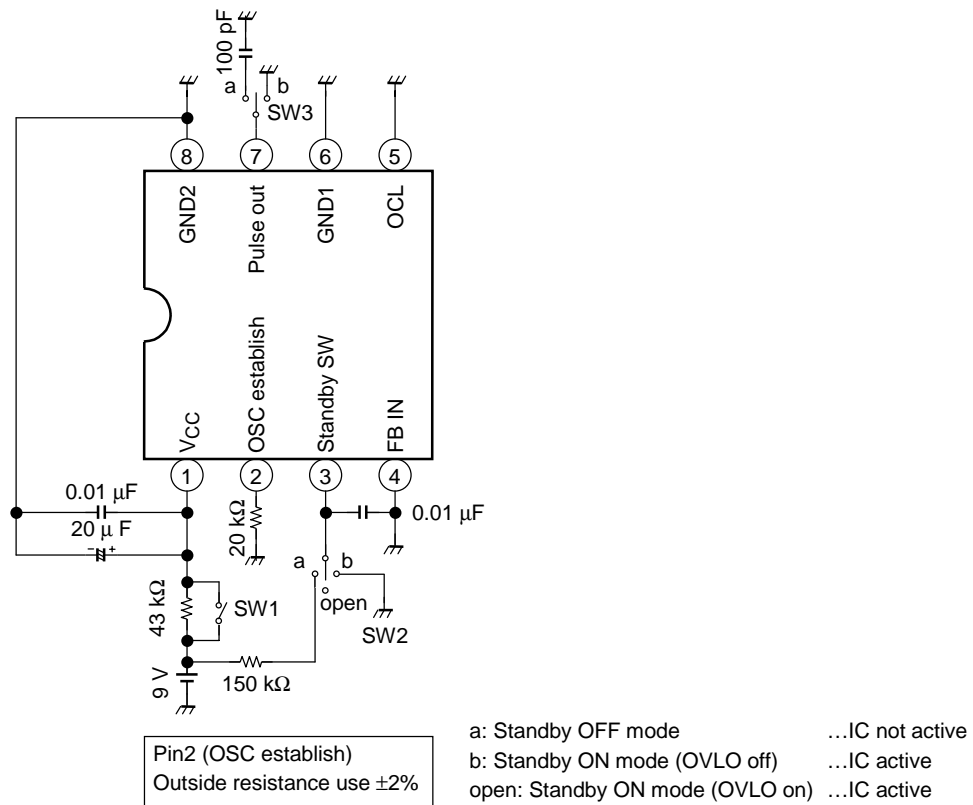 100 pF
a b
SW3
8 7 6 5
GND2
Pulse out
GND1
OCL
VCC
OSC establish
Standby SW
FB IN
1 2 3 4
0.01 μF
20 μ F
− +
20 kΩ
0.01 μF
a b
open
SW2
43 kΩ
SW1
9 V
150 kΩ
Pin2 (OSC establish)
Outside resistance use ±2%
a: Standby OFF mode …IC not active
b: Standby ON mode (OVLO off) …IC active
open: Standby ON mode (OVLO on) …IC active